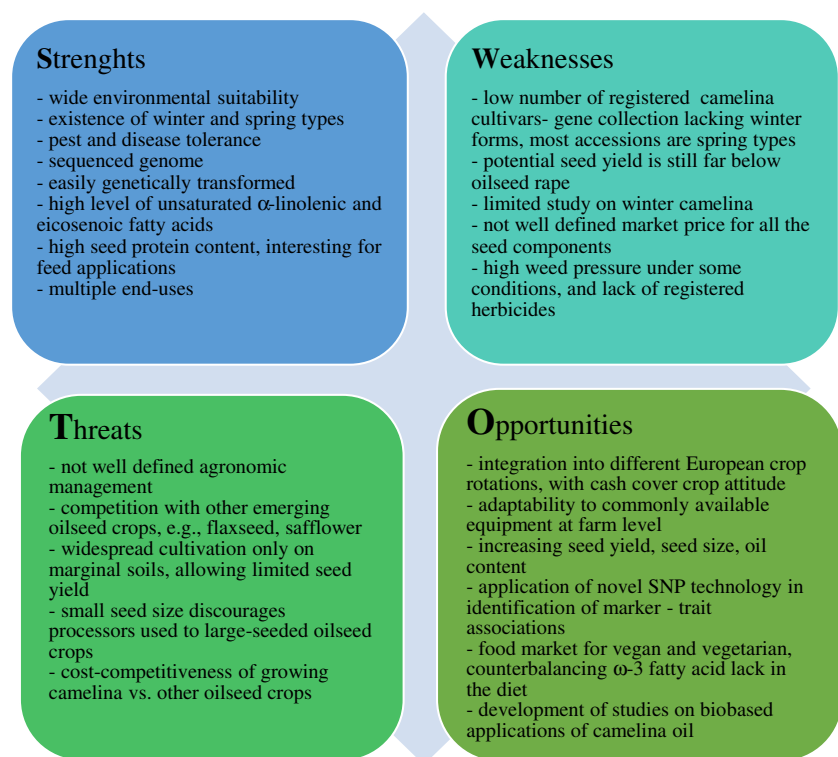 Strenghts
- wide environmental suitability
- existence of winter and spring types
- pest and disease tolerance
- sequenced genome
- easily genetically transformed
- high level of unsaturated α-linolenic and
eicosenoic fatty acids
- high seed protein content, interesting for
feed applications
- multiple end-uses
Weaknesses
- low number of registered camelina
cultivars- gene collection lacking winter
forms, most accessions are spring types
- potential seed yield is still far below
oilseed rape
- limited study on winter camelina
- not well defined market price for all the
seed components
- high weed pressure under some
conditions, and lack of registered
herbicides
Threats
- not well defined agronomic
management
- competition with other emerging
oilseed crops, e.g., flaxseed, safflower
- widespread cultivation only on
marginal soils, allowing limited seed
yield
- small seed size discourages
processors used to large-seeded oilseed
crops
- cost-competitiveness of growing
camelina vs. other oilseed crops
Opportunities
- integration into different European crop
rotations, with cash cover crop attitude
- adaptability to commonly available
equipment at farm level
- increasing seed yield, seed size, oil
content
- application of novel SNP technology in
identification of marker - trait
associations
- food market for vegan and vegetarian,
counterbalancing ω-3 fatty acid lack in
the diet
- development of studies on biobased
applications of camelina oil